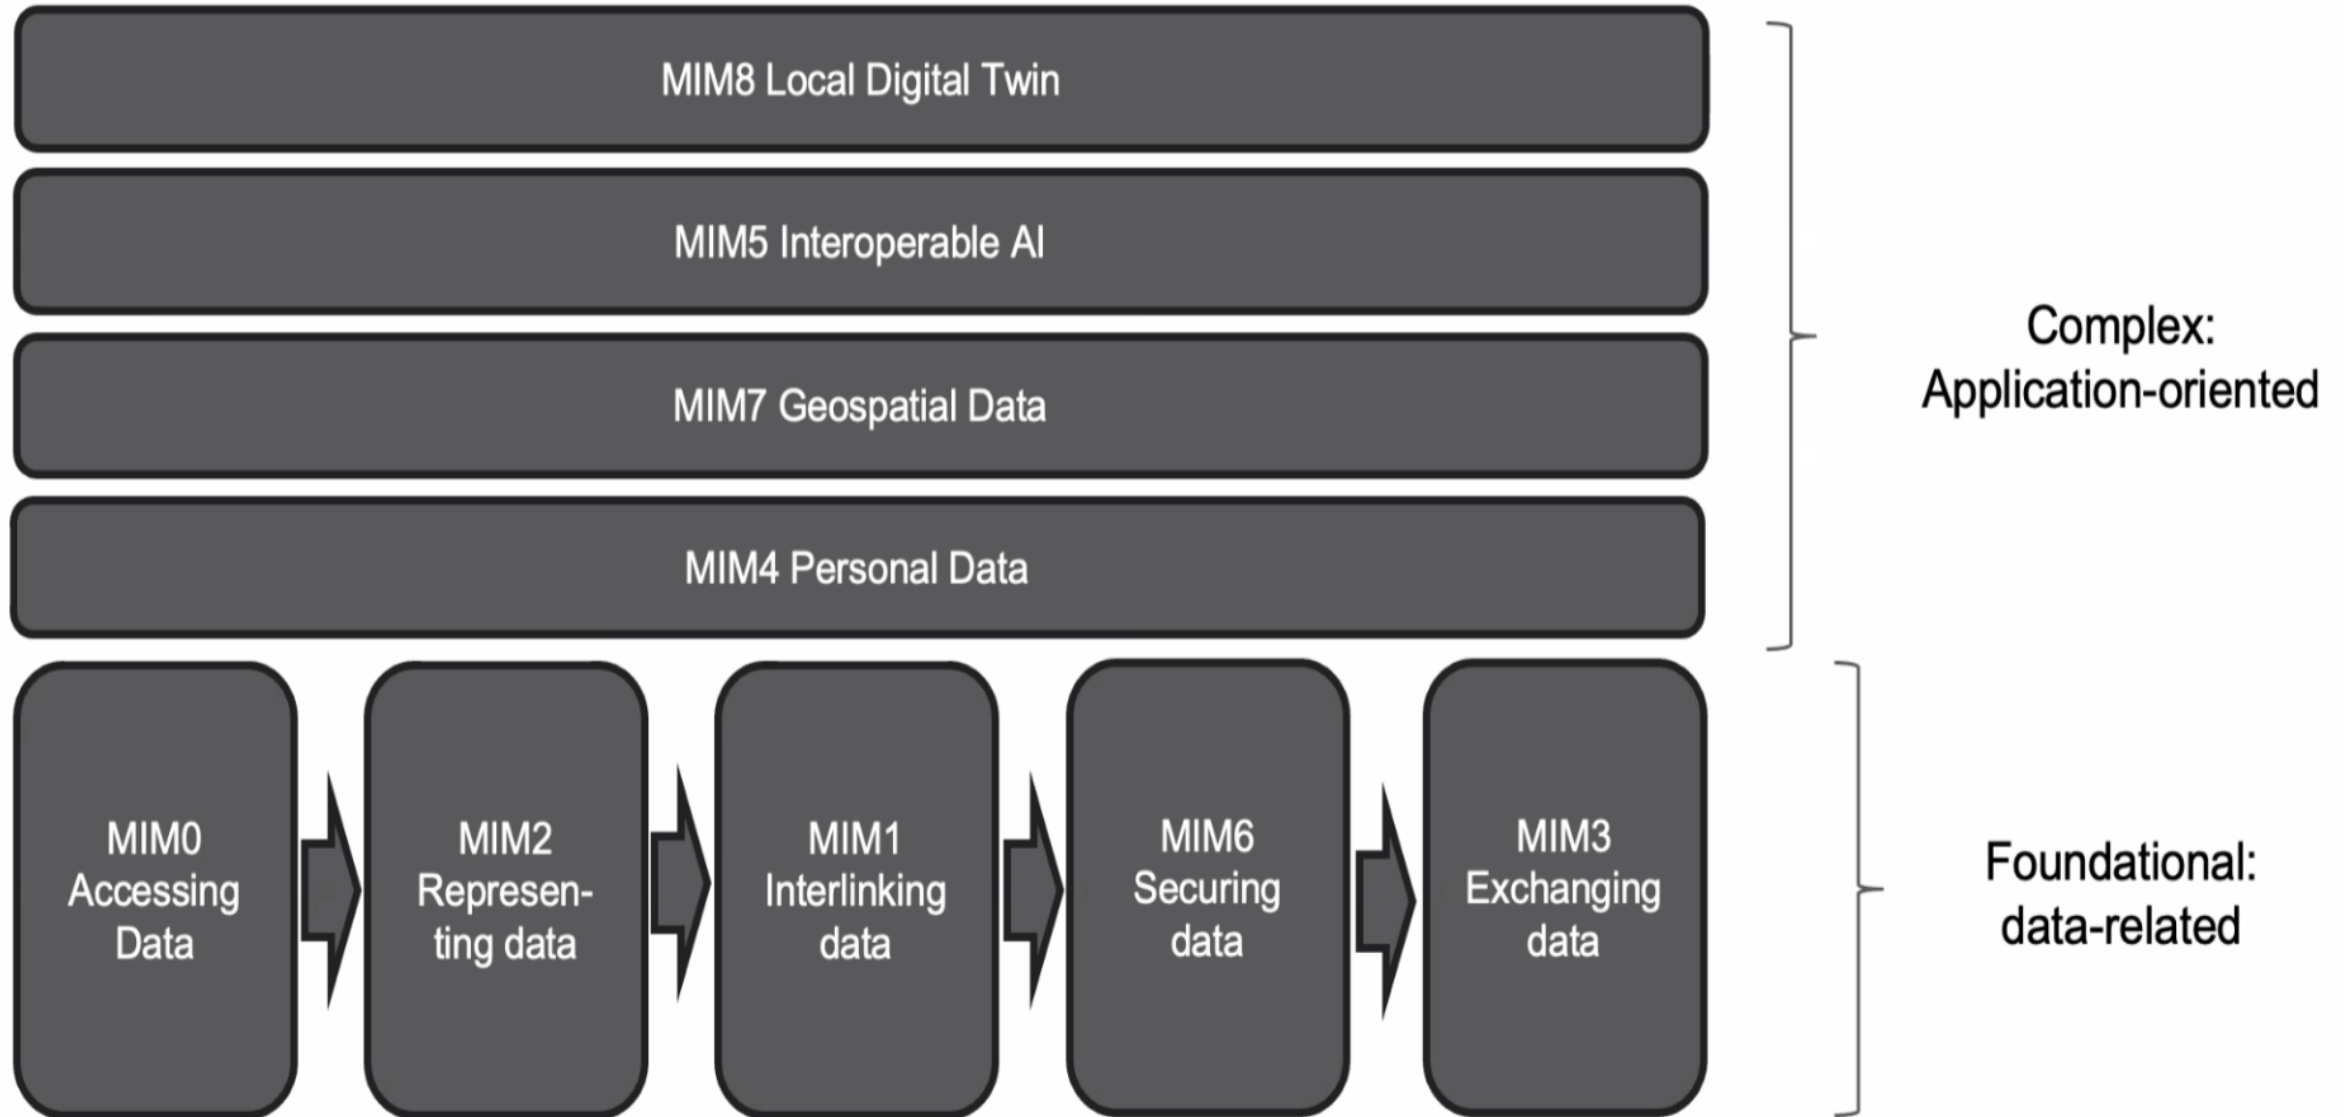 MIM8 Local Digital Twin
MIM5 Interoperable AI
MIM7 Geospatial Data
MIM4 Personal Data
Complex:
Application-oriented
MIM0
Accessing
Data
MIM2
Represen-
ting data
MIM1
Interlinking
data
MIM6
Securing
data
MIM3
Exchanging
data
Foundational:
data-related